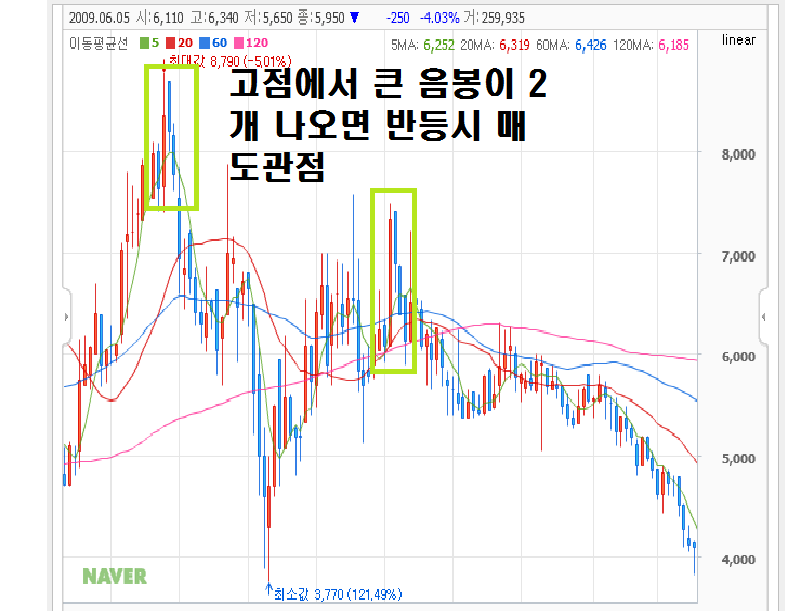 2009.06.05 시:6,110 고:6,340 저:5,650 종:5,950 ▼ -250 -4.03% 거:259,935
이동평균선 5 20 60 120 5MA: 6,252 20MA: 6,319 60MA: 6,426 120MA: 6,185 linear
최대값 8,790 (-5,01%)
고점에서 큰 음봉이 2
개 나오면 반등시 매
도관점
8,000
7,000
6,000
5,000
4,000
NAVER
최소값 3,770 (121,49%)